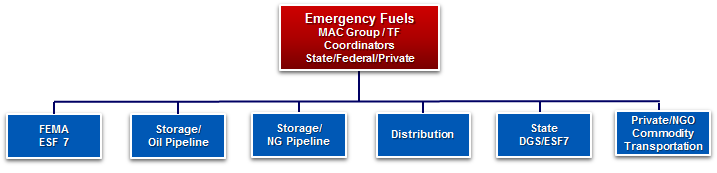 Emergency Fuels
MAC Group / TF
Coordinators
State/Federal/Private
FEMA
ESF 7
Storage/
Oil Pipeline
Storage/
NG Pipeline
Distribution
State
DGS/ESF7
Private/NGO
Commodity
Transportation